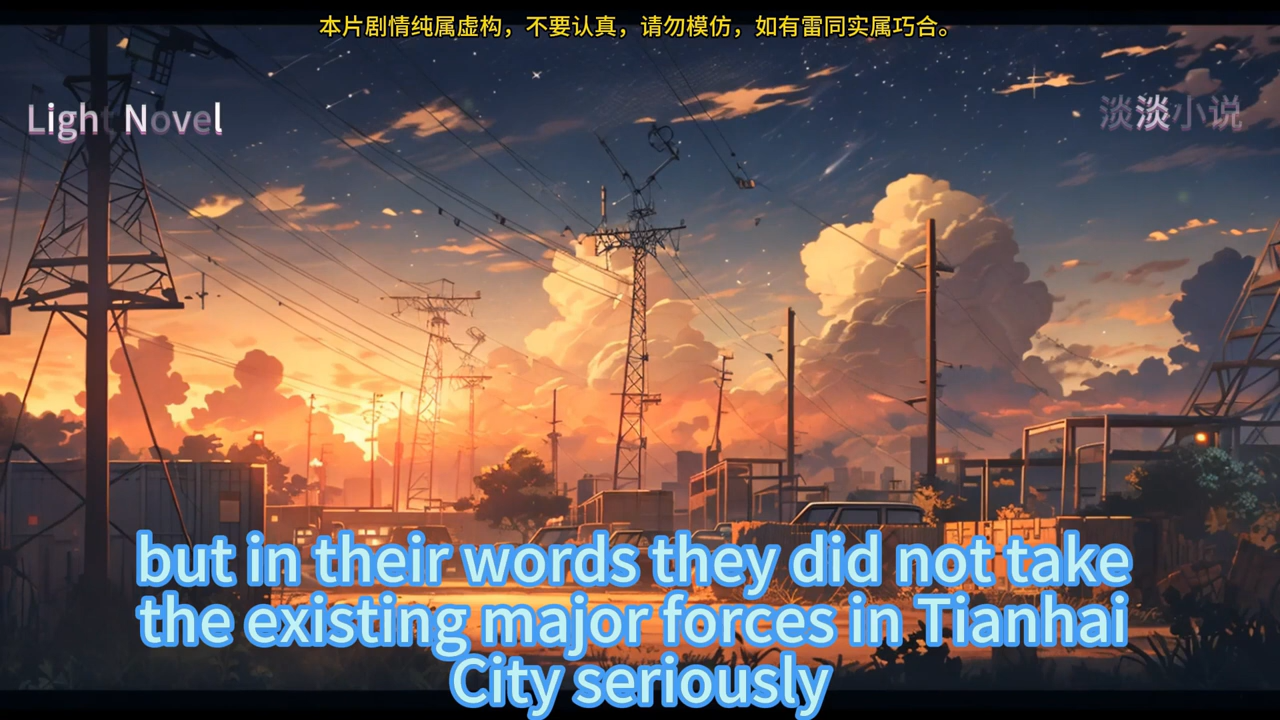 本片剧情纯属虚构，不要认真，请勿模仿，如有雷同实属巧合。
Light Novel
淡淡小说
but in their words they did not take
the existing major forces in Tianhai
City seriously